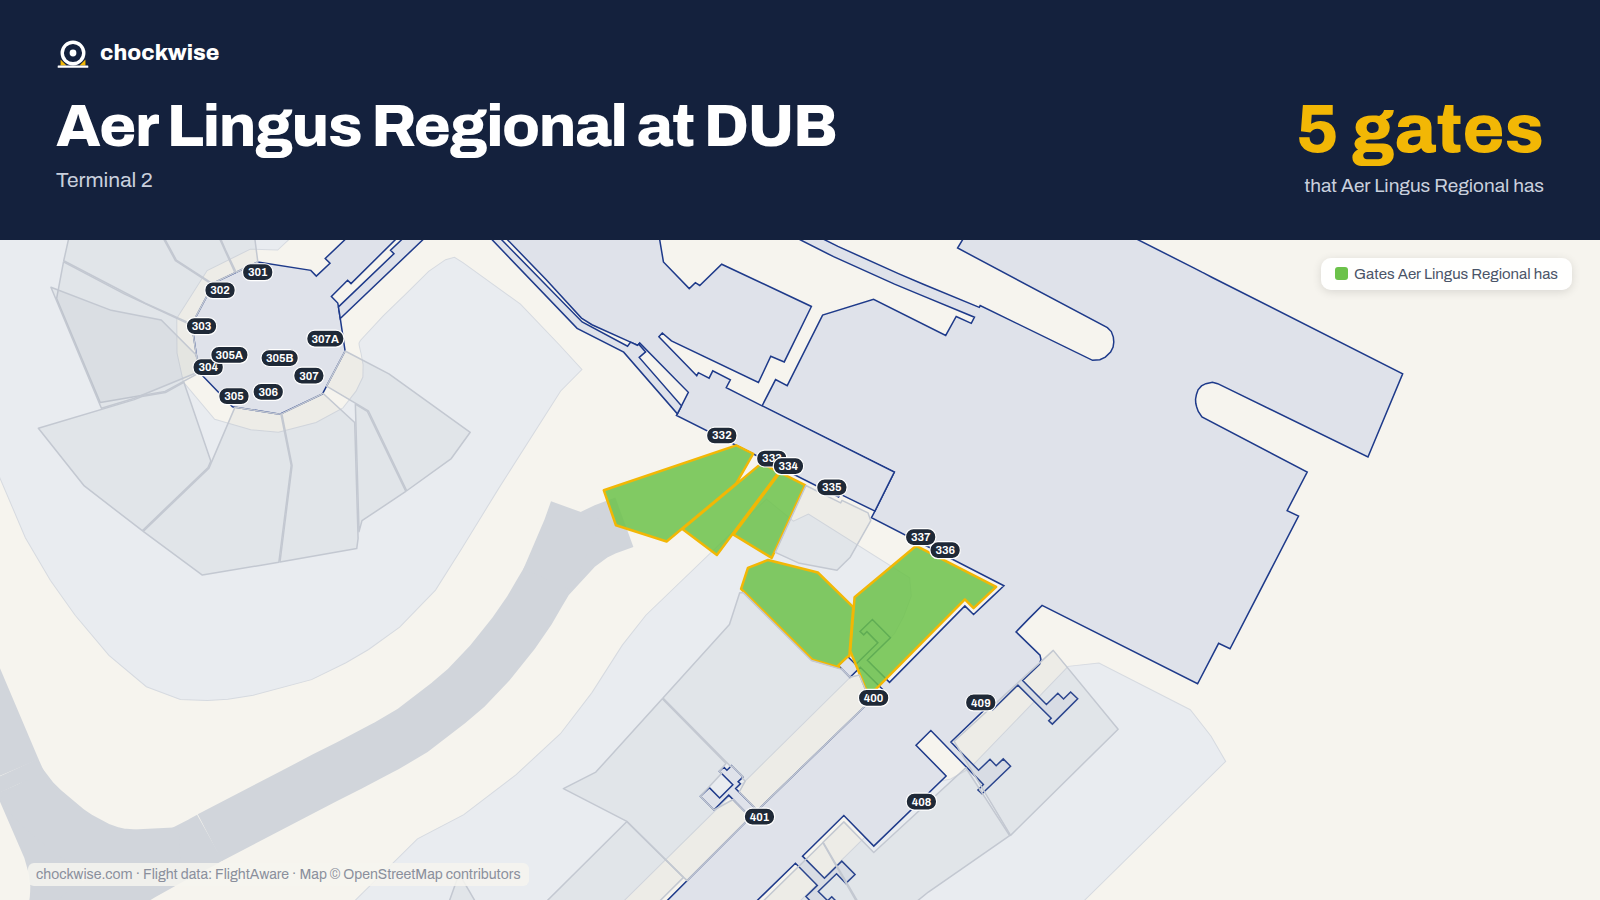 chockwise
Aer Lingus Regional at DUB
Terminal 2
5 gates
that Aer Lingus Regional has
Gates Aer Lingus Regional has
301
302
303
307A
305A
305B
304
307
306
305
332
333
334
335
337
336
400
409
408
401
chockwise.com · Flight data: FlightAware · Map © OpenStreetMap contributors